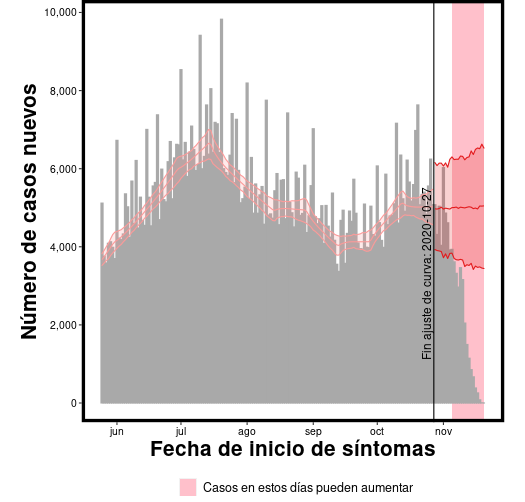 10,000
8,000
6,000
4,000
2,000
0
Número de casos nuevos
Fin ajuste de curva: 2020-10-27
jun jul ago sep oct nov
Fecha de inicio de síntomas
Casos en estos días pueden aumentar